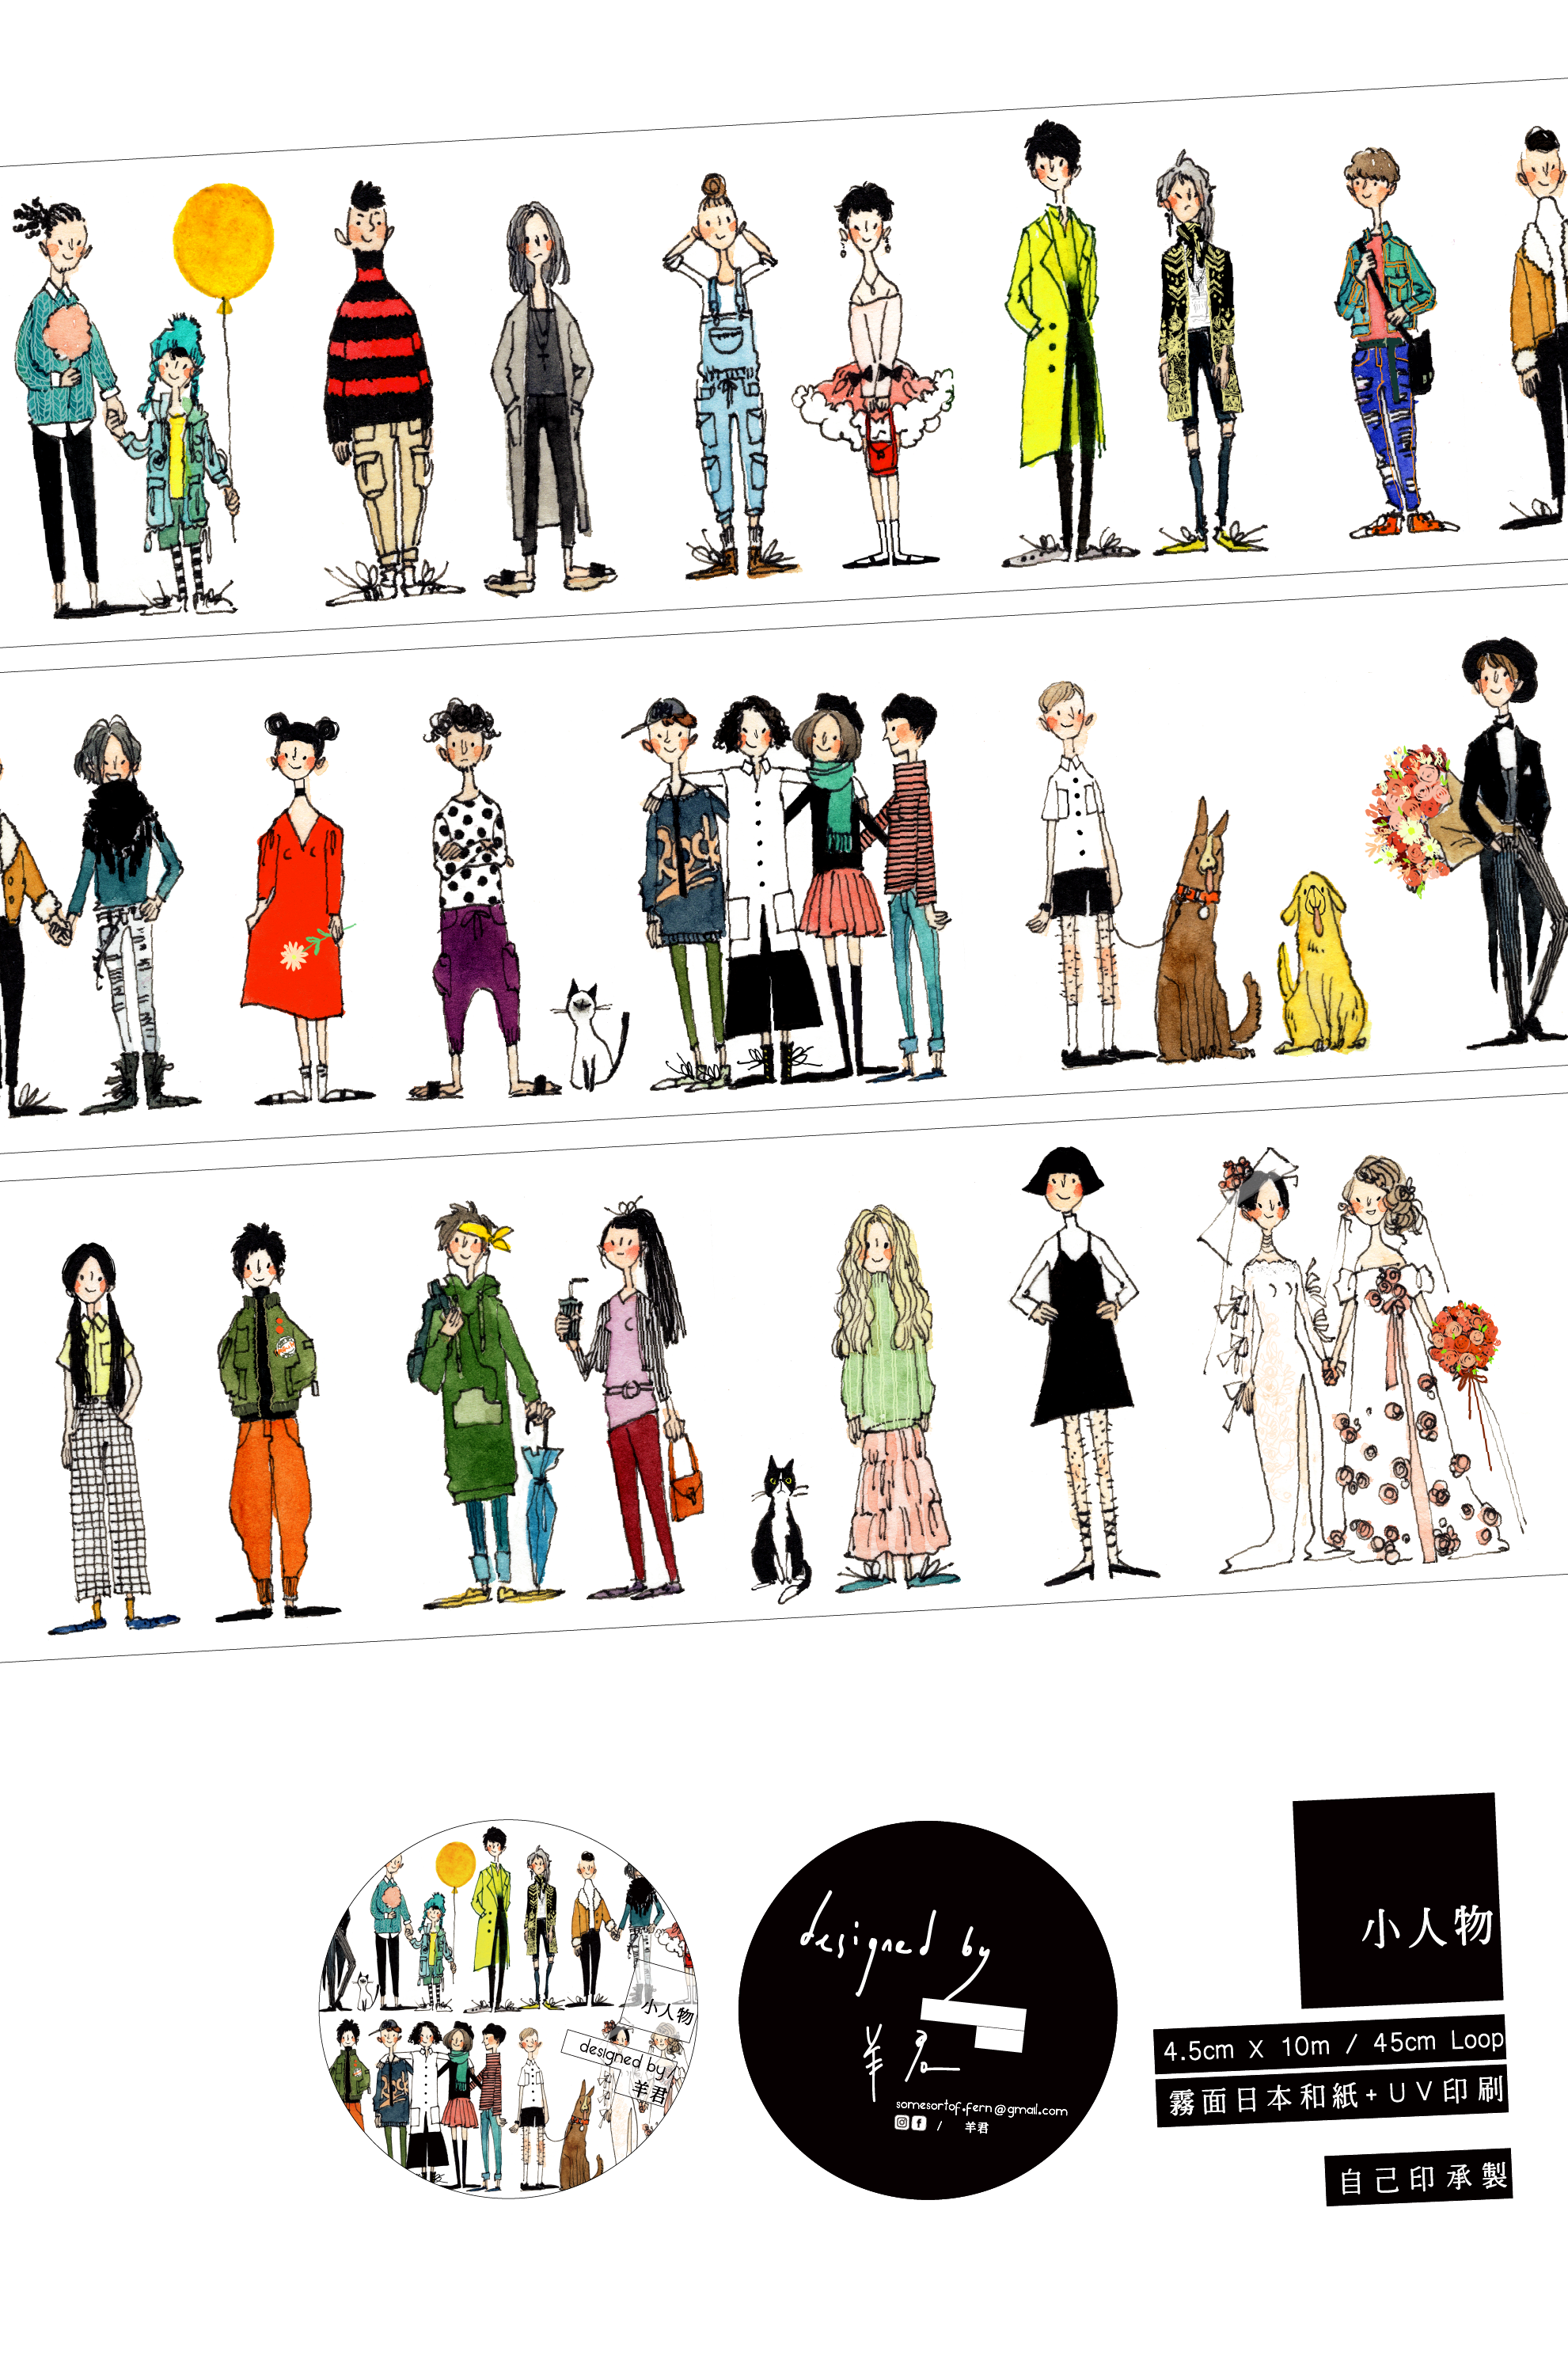 小人物
designed by /
羊君
designed by
羊君
somesortof.fern@gmail.com
/ 羊君
小人物
4.5cm X 10m / 45cm Loop
霧面日本和紙+UV印刷
自己印承製